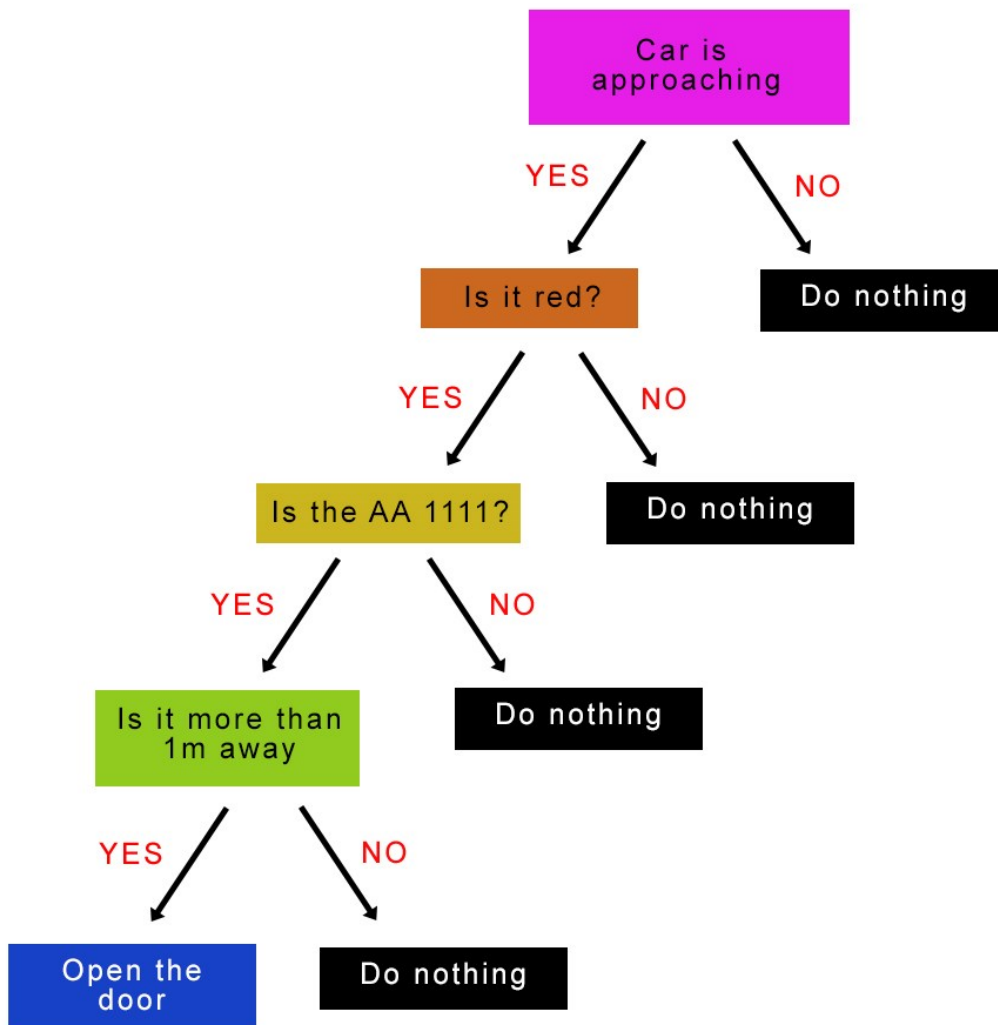 Car is
approaching
YES
NO
Is it red?
Do nothing
YES
NO
Is the AA 1111?
Do nothing
YES
NO
Is it more than
1m away
Do nothing
YES
NO
Open the
door
Do nothing